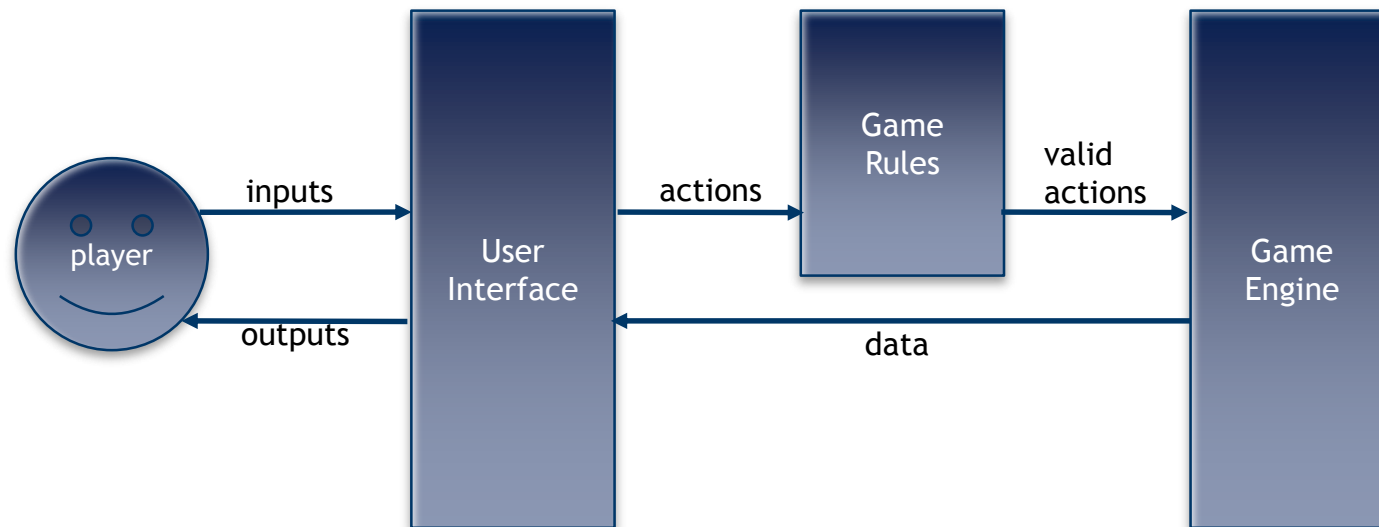 Game
Rules
valid
actions
inputs
actions
player
User
Interface
Game
Engine
outputs
data